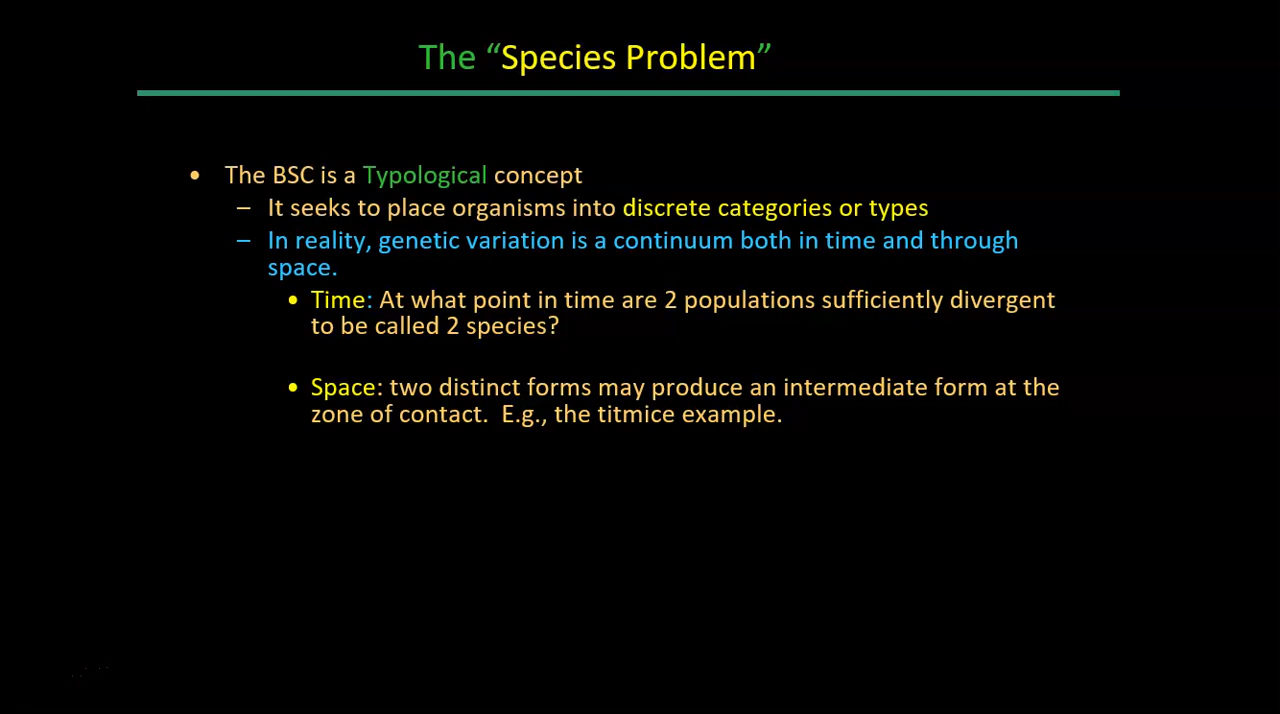 The “Species Problem”
• The BSC is a Typological concept
– It seeks to place organisms into discrete categories or types
– In reality, genetic variation is a continuum both in time and through
space.
• Time: At what point in time are 2 populations sufficiently divergent
to be called 2 species?
• Space: two distinct forms may produce an intermediate form at the
zone of contact.  E.g., the titmice example.